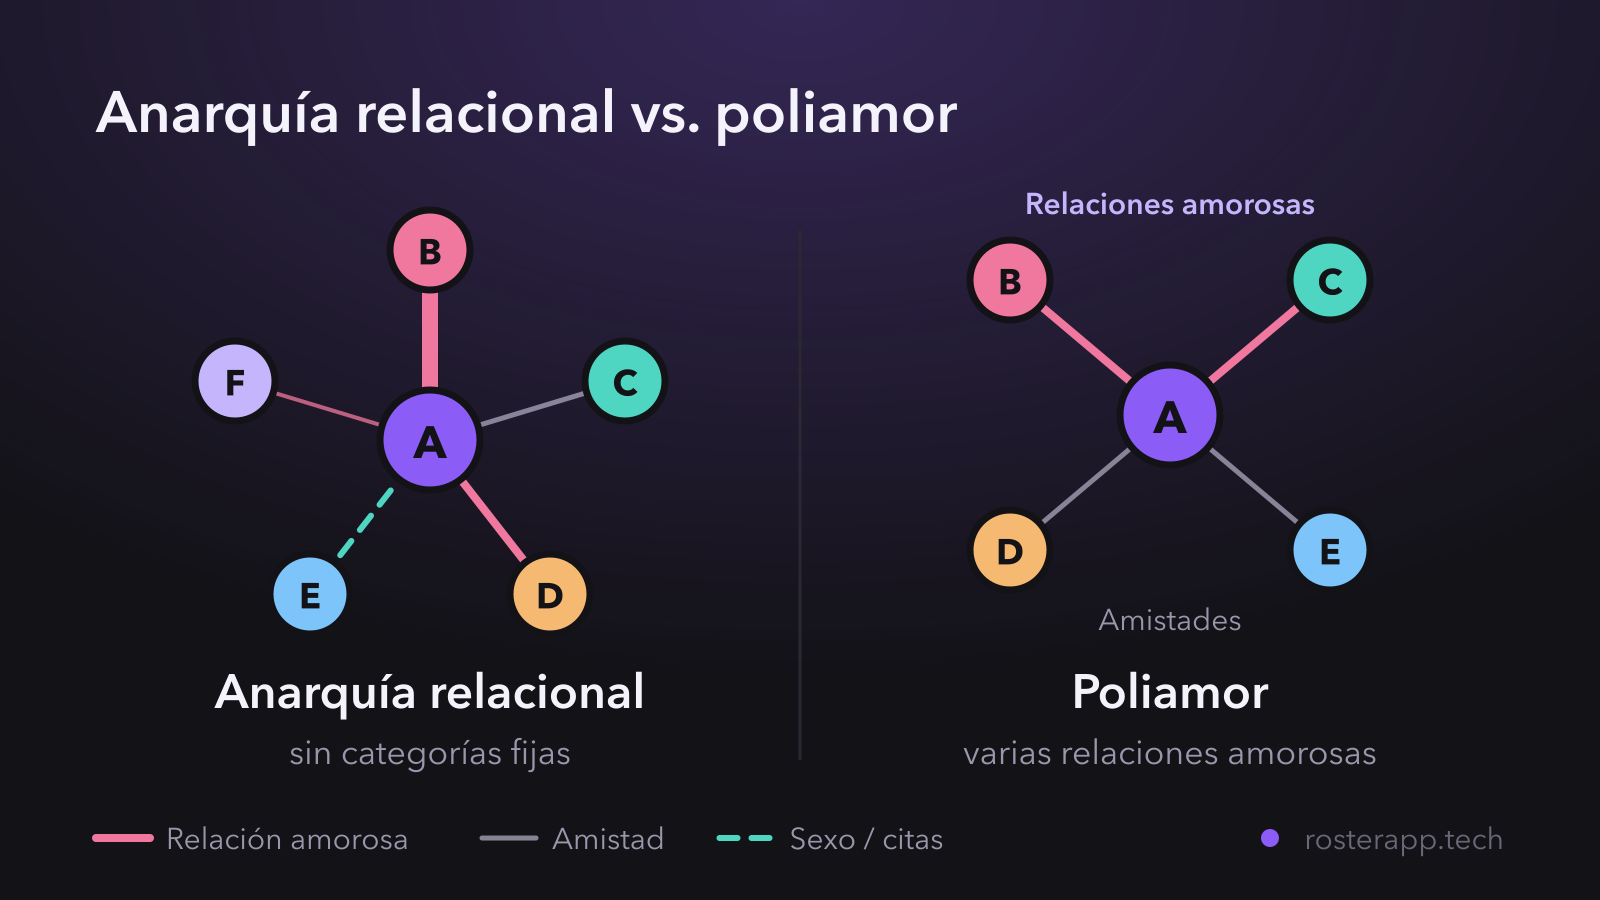 Anarquía relacional vs. poliamor
B
F
C
A
E
D
Anarquía relacional
sin categorías fijas
Relaciones amorosas
B
C
A
D
E
Amistades
Poliamor
varias relaciones amorosas
Relación amorosa
Amistad
Sexo / citas
rosterapp.tech